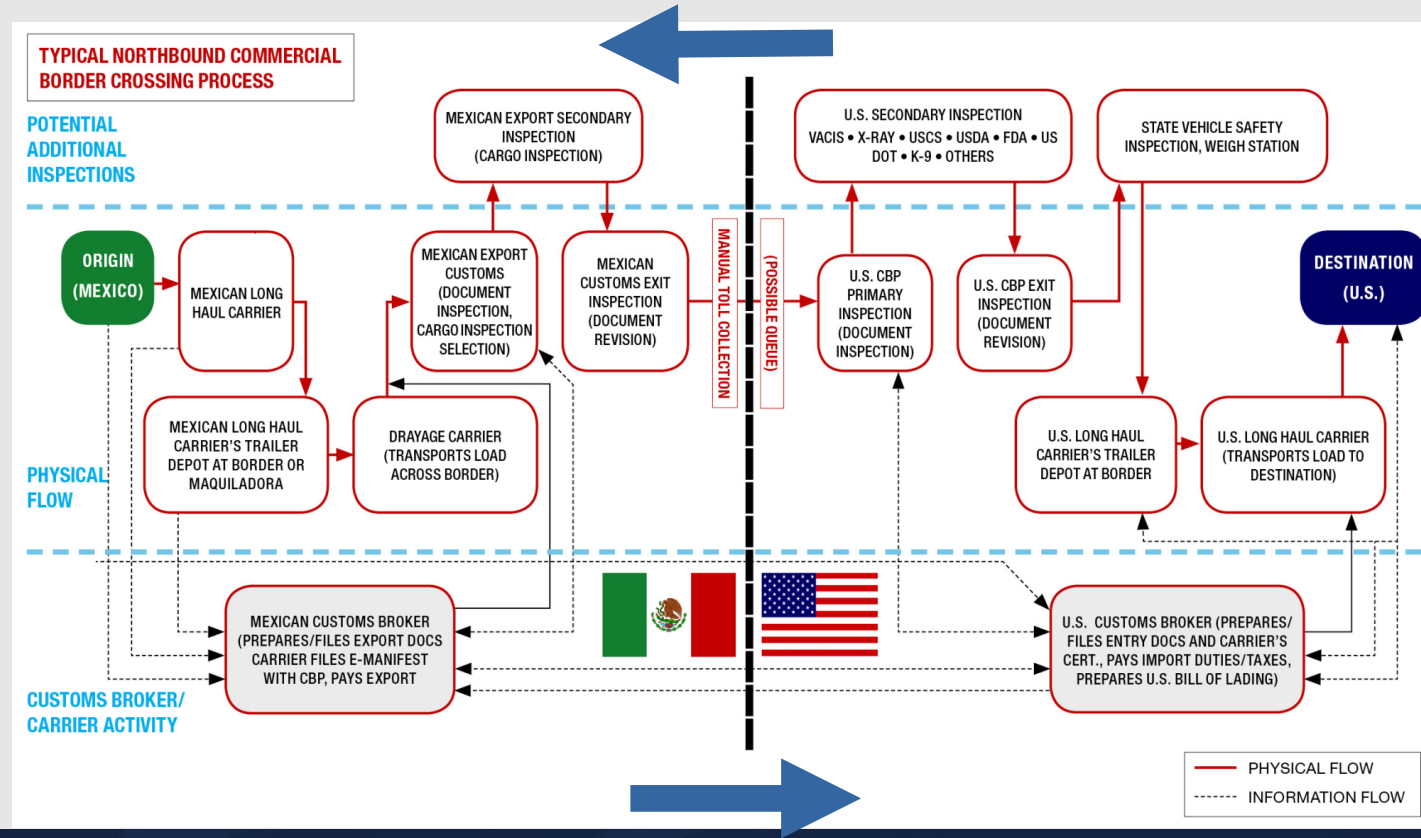 TYPICAL NORTHBOUND COMMERCIAL
BORDER CROSSING PROCESS
POTENTIAL
ADDITIONAL
INSPECTIONS
MEXICAN EXPORT SECONDARY
INSPECTION
(CARGO INSPECTION)
U.S. SECONDARY INSPECTION
VACIS • X-RAY • USCS • USDA • FDA • US
DOT • K-9 • OTHERS
STATE VEHICLE SAFETY
INSPECTION, WEIGH STATION
ORIGIN
(MEXICO)
MEXICAN LONG
HAUL CARRIER
MEXICAN EXPORT
CUSTOMS
(DOCUMENT
INSPECTION,
CARGO INSPECTION
SELECTION)
MEXICAN
CUSTOMS EXIT
INSPECTION
(DOCUMENT
REVISION)
MANUAL TOLL COLLECTION
(POSSIBLE QUEUE)
U.S. CBP
PRIMARY
INSPECTION
(DOCUMENT
INSPECTION)
U.S. CBP EXIT
INSPECTION
(DOCUMENT
REVISION)
DESTINATION
(U.S.)
PHYSICAL
FLOW
MEXICAN LONG HAUL
CARRIER'S TRAILER
DEPOT AT BORDER OR
MAQUILADORA
DRAYAGE CARRIER
(TRANSPORTS LOAD
ACROSS BORDER)
U.S. LONG HAUL
CARRIER'S TRAILER
DEPOT AT BORDER
U.S. LONG HAUL CARRIER
(TRANSPORTS LOAD TO
DESTINATION)
CUSTOMS BROKER/
CARRIER ACTIVITY
MEXICAN CUSTOMS BROKER
(PREPARES/FILES EXPORT DOCS
CARRIER FILES E-MANIFEST
WITH CBP, PAYS EXPORT
U.S. CUSTOMS BROKER (PREPARES/
FILES ENTRY DOCS AND CARRIER'S
CERT., PAYS IMPORT DUTIES/TAXES,
PREPARES U.S. BILL OF LADING)
PHYSICAL FLOW
INFORMATION FLOW